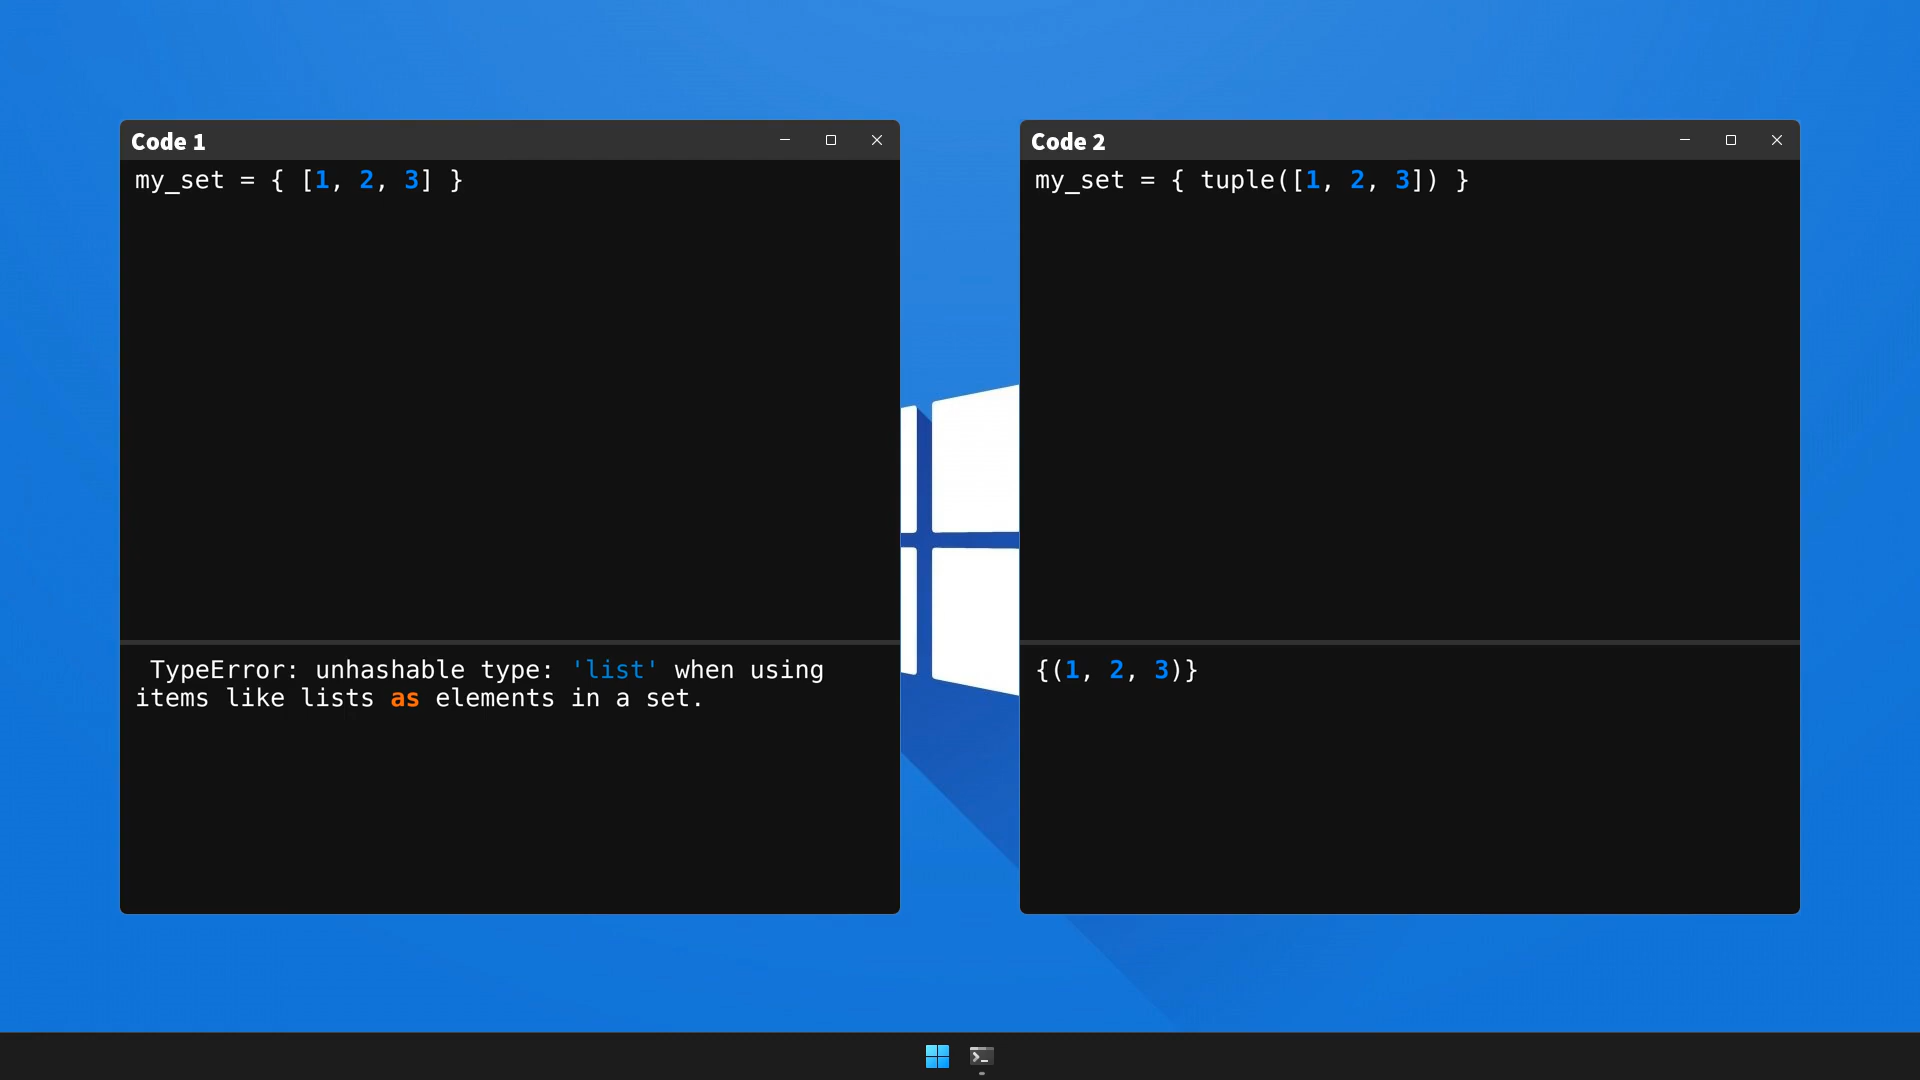 Code 1
my_set = { [1, 2, 3] }
TypeError: unhashable type: 'list' when using
items like lists as elements in a set.
Code 2
my_set = { tuple([1, 2, 3]) }
{(1, 2, 3)}